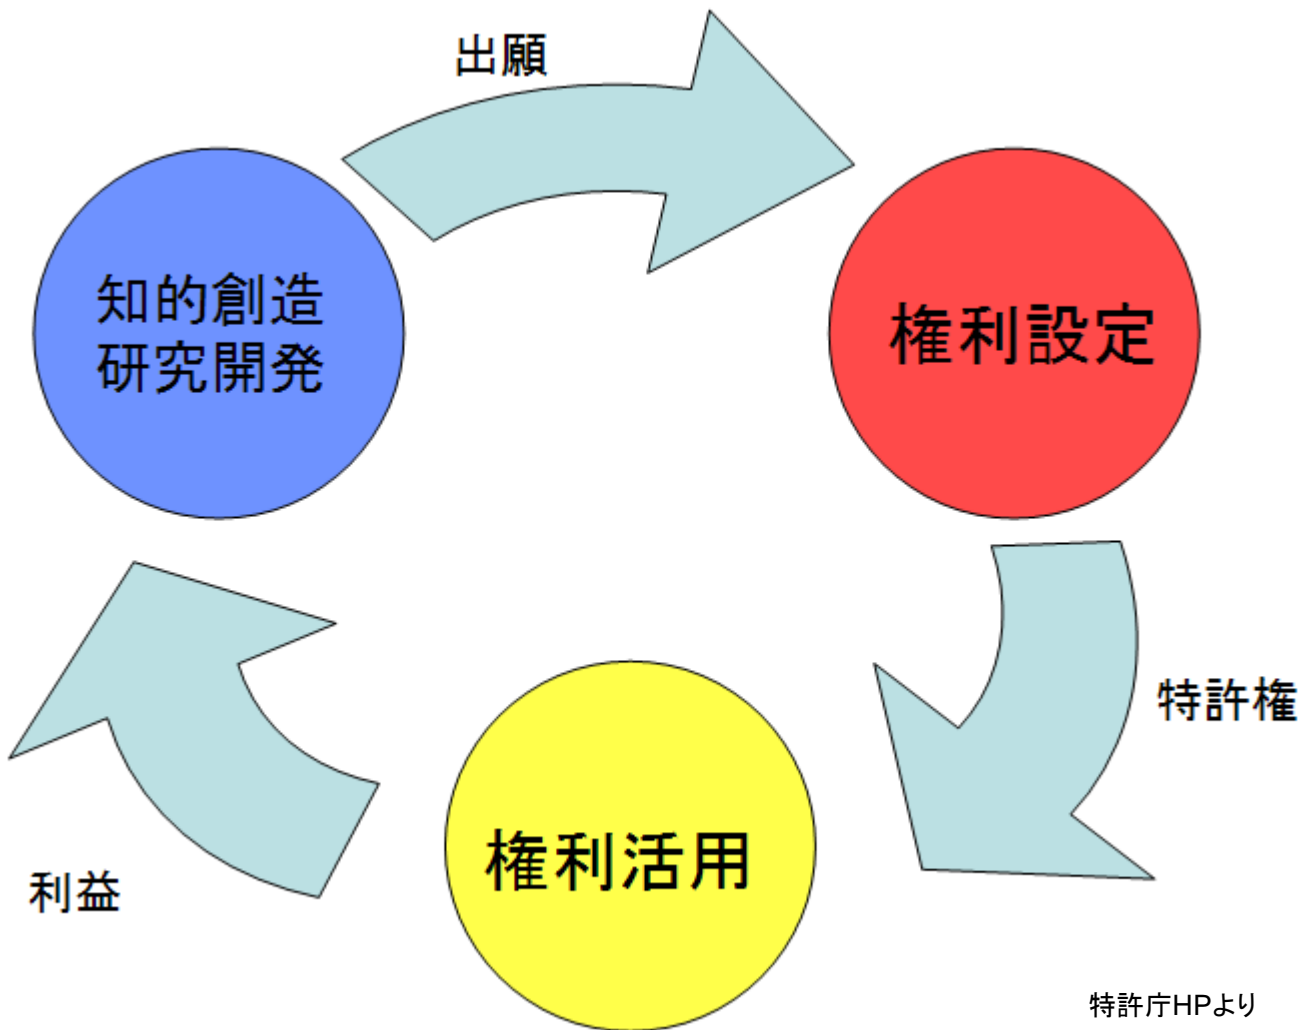 出願
知的創造
研究開発
権利設定
特許権
権利活用
利益
特許庁HPより